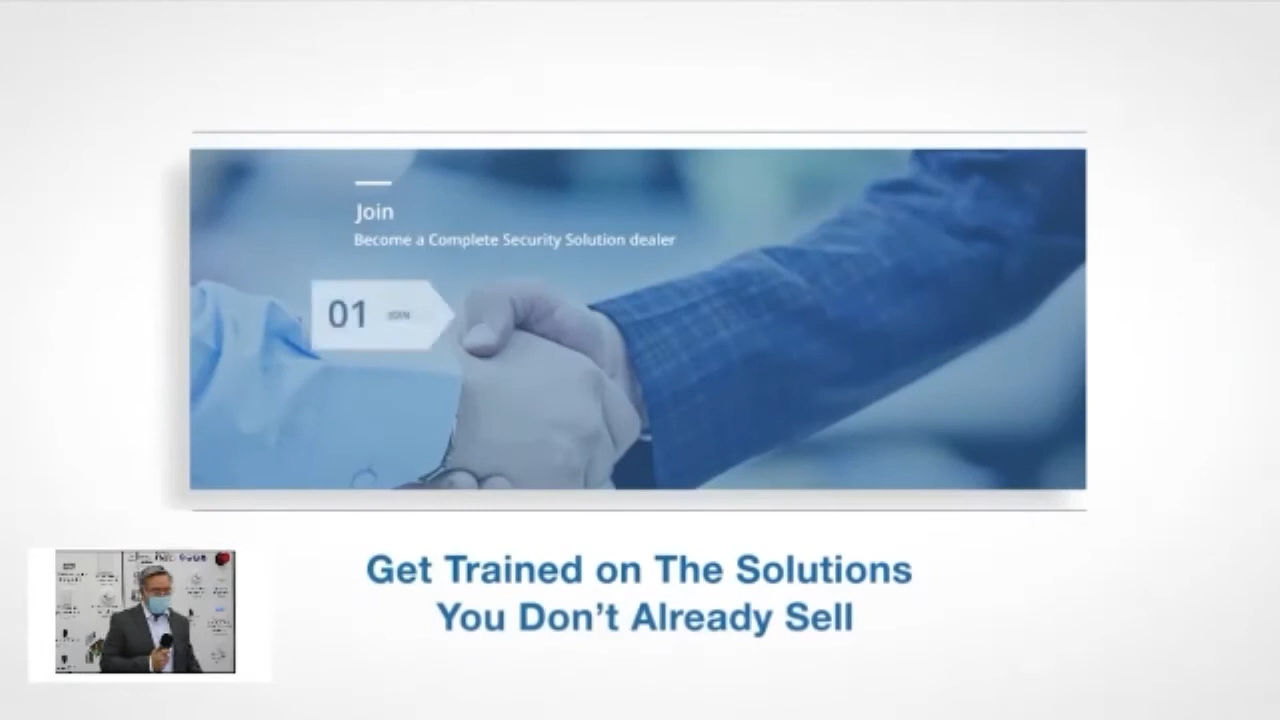 Join
Become a Complete Security Solution dealer
01 JOIN
Get Trained on The Solutions
You Don’t Already Sell